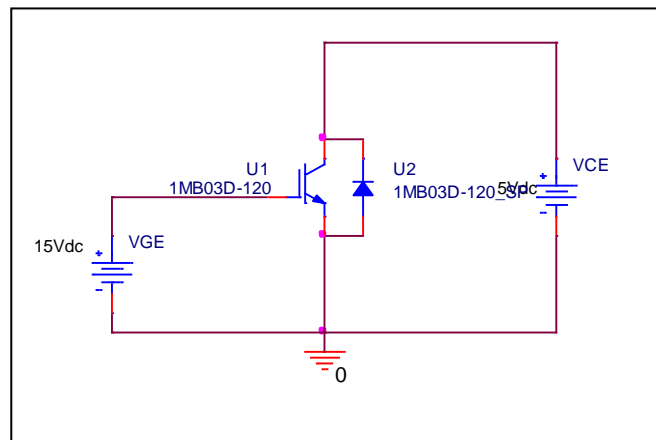 U1
1MB03D-120
U2
1MB03D-120_SP
5Vdc
VCE
15Vdc
VGE
0